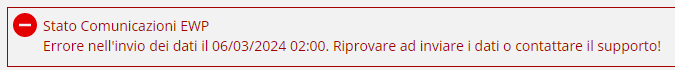 Stato Comunicazioni EWP
Errore nell'invio dei dati il 06/03/2024 02:00. Riprovare ad inviare i dati o contattare il supporto!